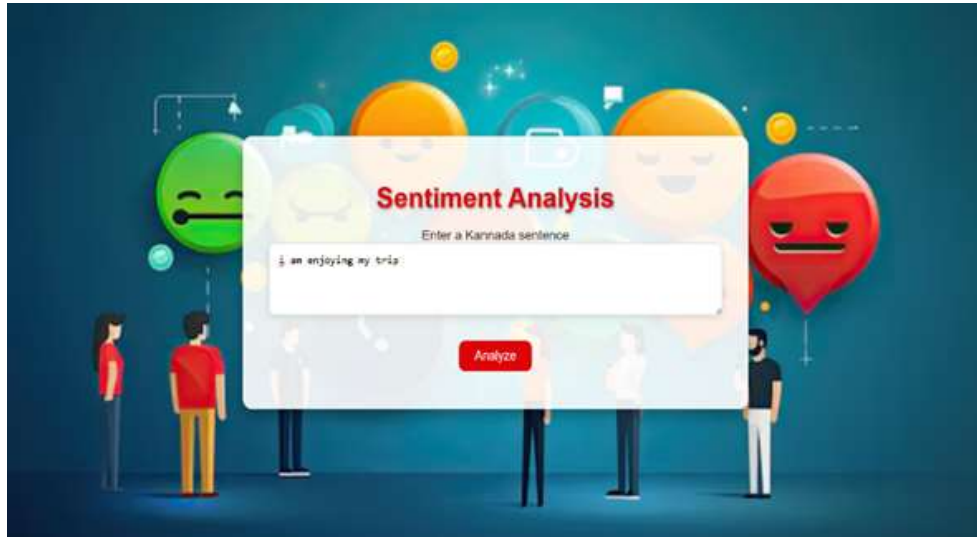 Sentiment Analysis
Enter a Kannada sentence
i am enjoying my trip
Analyze